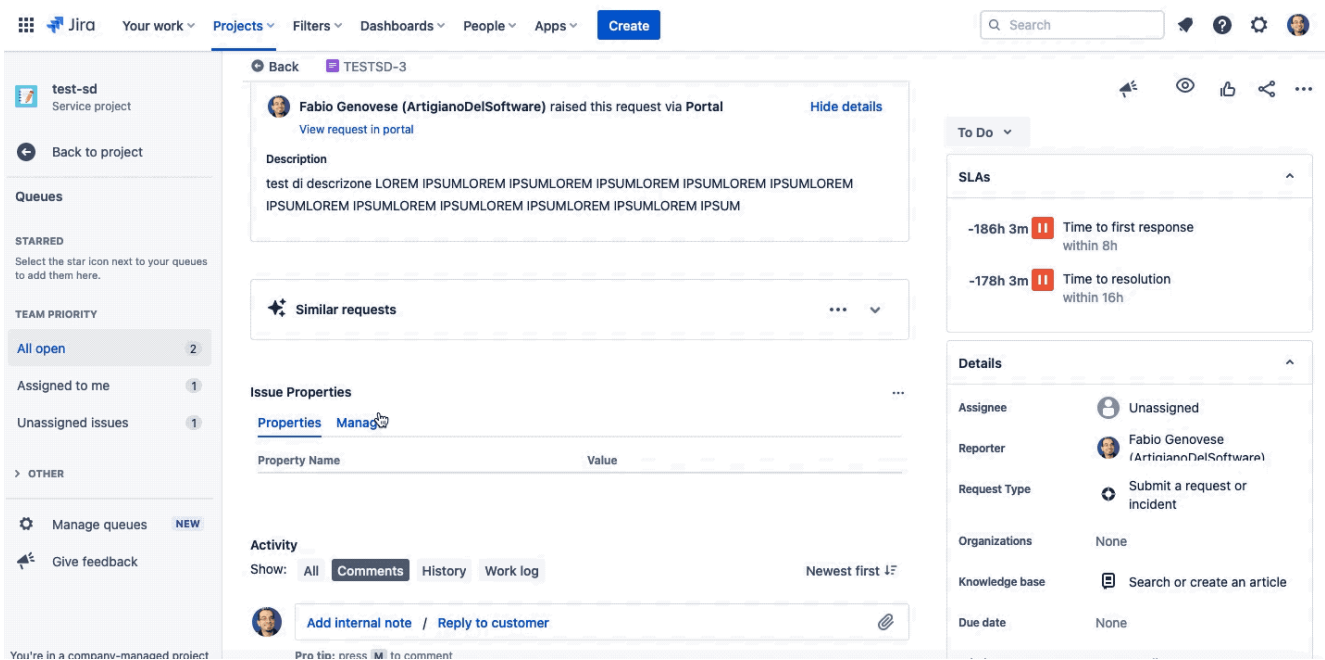 Jira
Your work
Projects
Filters
Dashboards
People
Apps
Create
Search
test-sd
Service project
Back to project
Queues
STARRED
Select the star icon next to your queues
to add them here.
TEAM PRIORITY
All open 2
Assigned to me 1
Unassigned issues 1
OTHER
Manage queues NEW
Give feedback
You're in a company-managed project
Back TESTSD-3
Fabio Genovese (ArtigianoDelSoftware) raised this request via Portal Hide details
View request in portal
Description
test di descrizone LOREM IPSUMLOREM IPSUMLOREM IPSUMLOREM IPSUMLOREM IPSUMLOREM
IPSUMLOREM IPSUMLOREM IPSUMLOREM IPSUMLOREM IPSUMLOREM IPSUM
Similar requests
Issue Properties
Properties Manag
Property Name Value
Activity
Show: All Comments History Work log Newest first
Add internal note / Reply to customer
Pro tip: press M to comment
To Do
SLAs
-186h 3m Time to first response
within 8h
-178h 3m Time to resolution
within 16h
Details
Assignee Unassigned
Reporter Fabio Genovese
(ArtigianoDelSoftware)
Request Type Submit a request or
incident
Organizations None
Knowledge base Search or create an article
Due date None